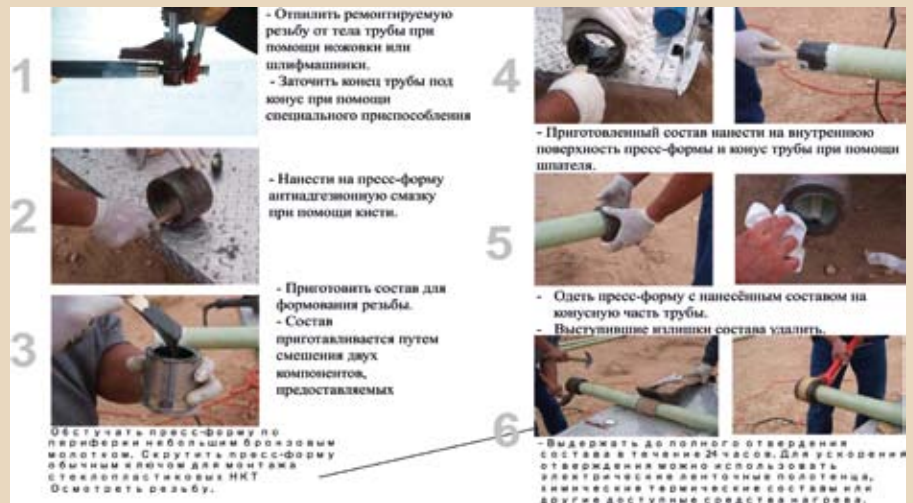 1
- Отпилить ремонтируемую
резьбу от тела трубы при
помощи ножовки или
шлифмашинки.
- Заточить конец трубы под
конус при помощи
специального приспособления
2
- Нанести на пресс-форму
антиадгезионную смазку
при помощи кисти.
3
- Приготовить состав для
формования резьбы.
- Состав
приготавливается путем
смешения двух
компонентов,
предоставляемых
4
- Приготовленный состав нанести на внутреннюю
поверхность пресс-формы и конус трубы при помощи
шпателя.
5
- Одеть пресс-форму с нанесённым составом на
конусную часть трубы.
- Выступившие излишки состава удалить.
6
- Выдержать до полного отвердения
состава в течение 24 часов. Для ускорения
отверждения можно использовать
электрические ленточные полотенца,
химические термические составы или
другие доступные средства нагрева.
Обстучать пресс-форму по
периферии небольшим бронзовым
молотком. Скрутить пресс-форму
обычным ключом для монтажа
стеклопластиковых НКТ
Осмотреть резьбу.